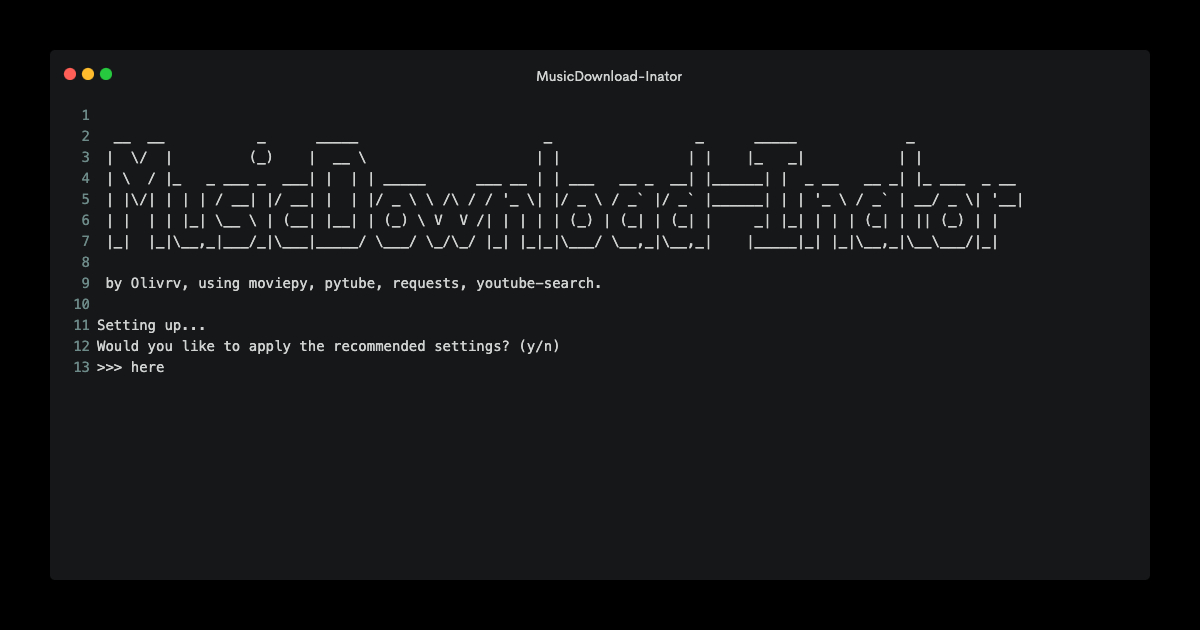 MusicDownload-Inator
1
2   __  __           _      _____                      _                 _      _____             _
3  |  \/  |         (_)    |  __ \                    | |               | |    |_   _|           | |
4  | \  / |_   _ ___ _  ___| |  | | _____      ___ __ | | ___   __ _  __| |______| |  _ __   __ _| |_ ___  _ __
5  | |\/| | | | / __| |/ __| |  | |/ _ \ \ /\ / / '_ \| |/ _ \ / _` |/ _` |______| | | '_ \ / _` | __/ _ \| '__|
6  | |  | | |_| \__ \ | (__| |__| | (_) \ V  V /| | | | | (_) | (_| | (_| |     _| |_| | | | (_| | || (_) | |
7  |_|  |_|\__,_|___/_|\___|_____/ \___/ \_/\_/ |_| |_|_|\___/ \__,_|\__,_|    |_____|_| |_|\__,_|\__\___/|_|
8
9  by Olivrv, using moviepy, pytube, requests, youtube-search.
10
11 Setting up...
12 Would you like to apply the recommended settings? (y/n)
13 >>> here